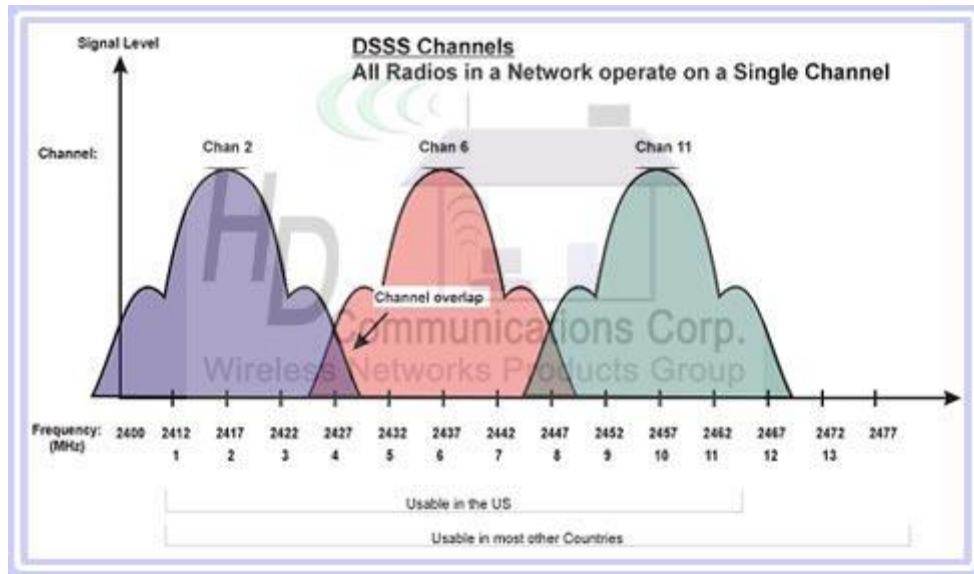 Signal Level
DSSS Channels
All Radios in a Network operate on a Single Channel
Channel:
Chan 2
Chan 6
Chan 11
HD
Channel overlap
Communications Corp.
Wireless Networks Products Group
Frequency: 2400 2412 2417 2422 2427 2432 2437 2442 2447 2452 2457 2462 2467 2472 2477
(MHz) 1 2 3 4 5 6 7 8 9 10 11 12 13
Usable in the US
Usable in most other Countries